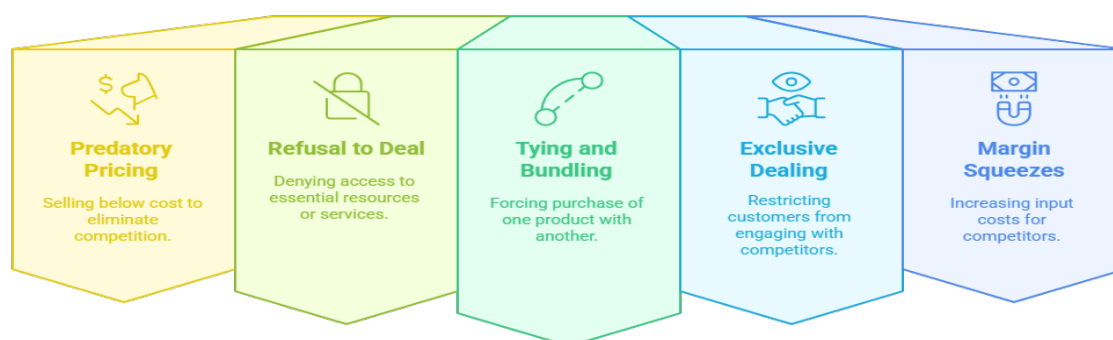 $
Predatory
Pricing
Selling below cost to
eliminate
competition.
Refusal to Deal
Denying access to
essential resources
or services.
Tying and
Bundling
Forcing purchase of
one product with
another.
Exclusive
Dealing
Restricting
customers from
engaging with
competitors.
Margin
Squeezes
Increasing input
costs for
competitors.